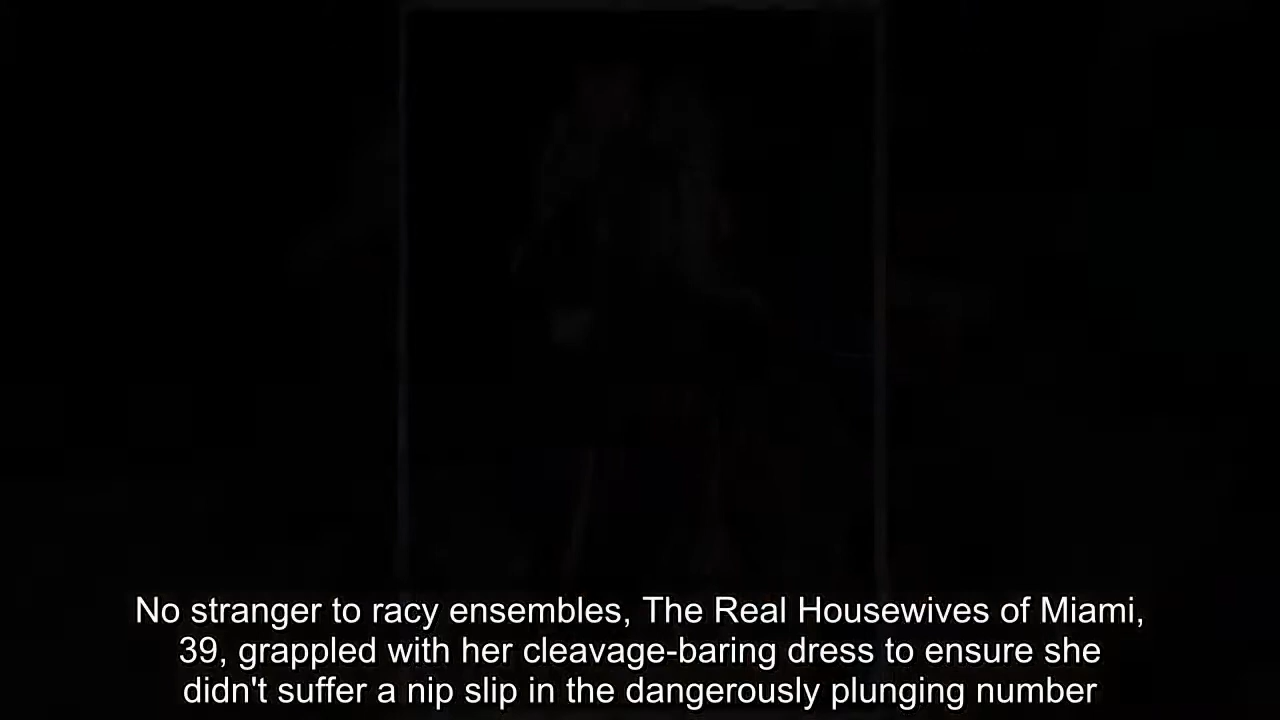 No stranger to racy ensembles, The Real Housewives of Miami,
39, grappled with her cleavage-baring dress to ensure she
didn't suffer a nip slip in the dangerously plunging number